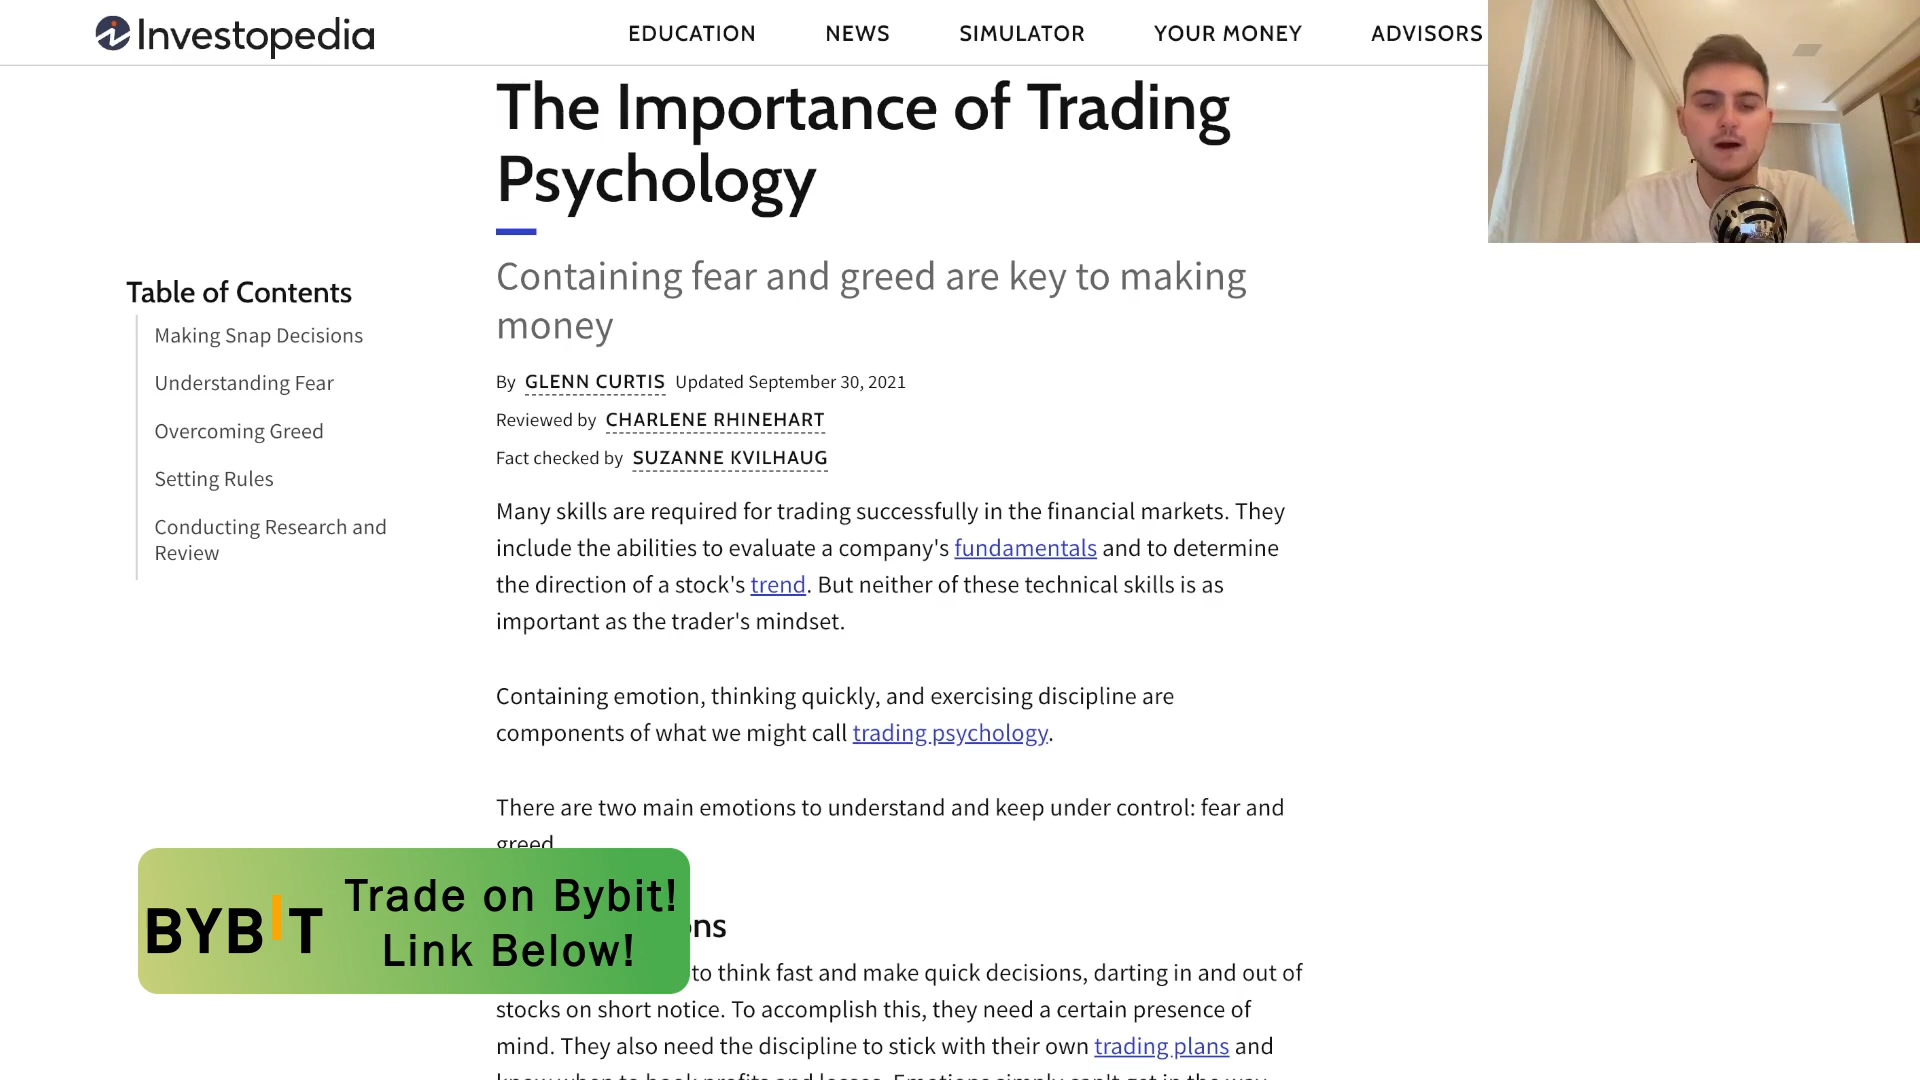 Investopedia
EDUCATION NEWS SIMULATOR YOUR MONEY ADVISORS
The Importance of Trading
Psychology
Containing fear and greed are key to making
money
By GLENN CURTIS Updated September 30, 2021
Reviewed by CHARLENE RHINEHART
Fact checked by SUZANNE KVILHAUG
Table of Contents
Making Snap Decisions
Understanding Fear
Overcoming Greed
Setting Rules
Conducting Research and
Review
Many skills are required for trading successfully in the financial markets. They
include the abilities to evaluate a company's fundamentals and to determine
the direction of a stock's trend. But neither of these technical skills is as
important as the trader's mindset.
Containing emotion, thinking quickly, and exercising discipline are
components of what we might call trading psychology.
There are two main emotions to understand and keep under control: fear and
greed
BYBIT
Trade on Bybit!
Link Below!
ons
to think fast and make quick decisions, darting in and out of
stocks on short notice. To accomplish this, they need a certain presence of
mind. They also need the discipline to stick with their own trading plans and